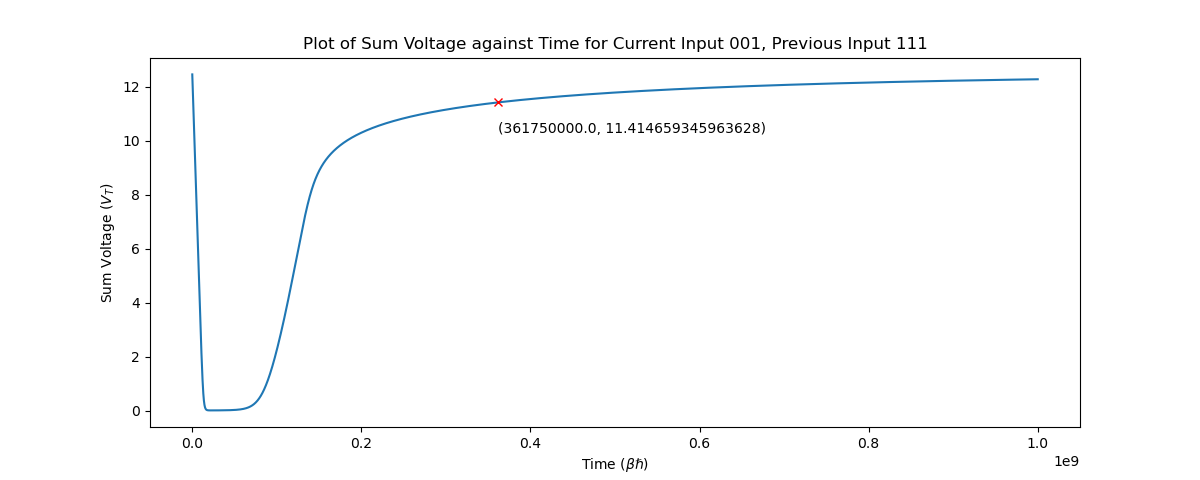 Plot of Sum Voltage against Time for Current Input 001, Previous Input 111
Sum Voltage (V_T)
12
10
8
6
4
2
0
(361750000.0, 11.414659345963628)
0.0 0.2 0.4 0.6 0.8 1.0
1e9
Time (βℏ)